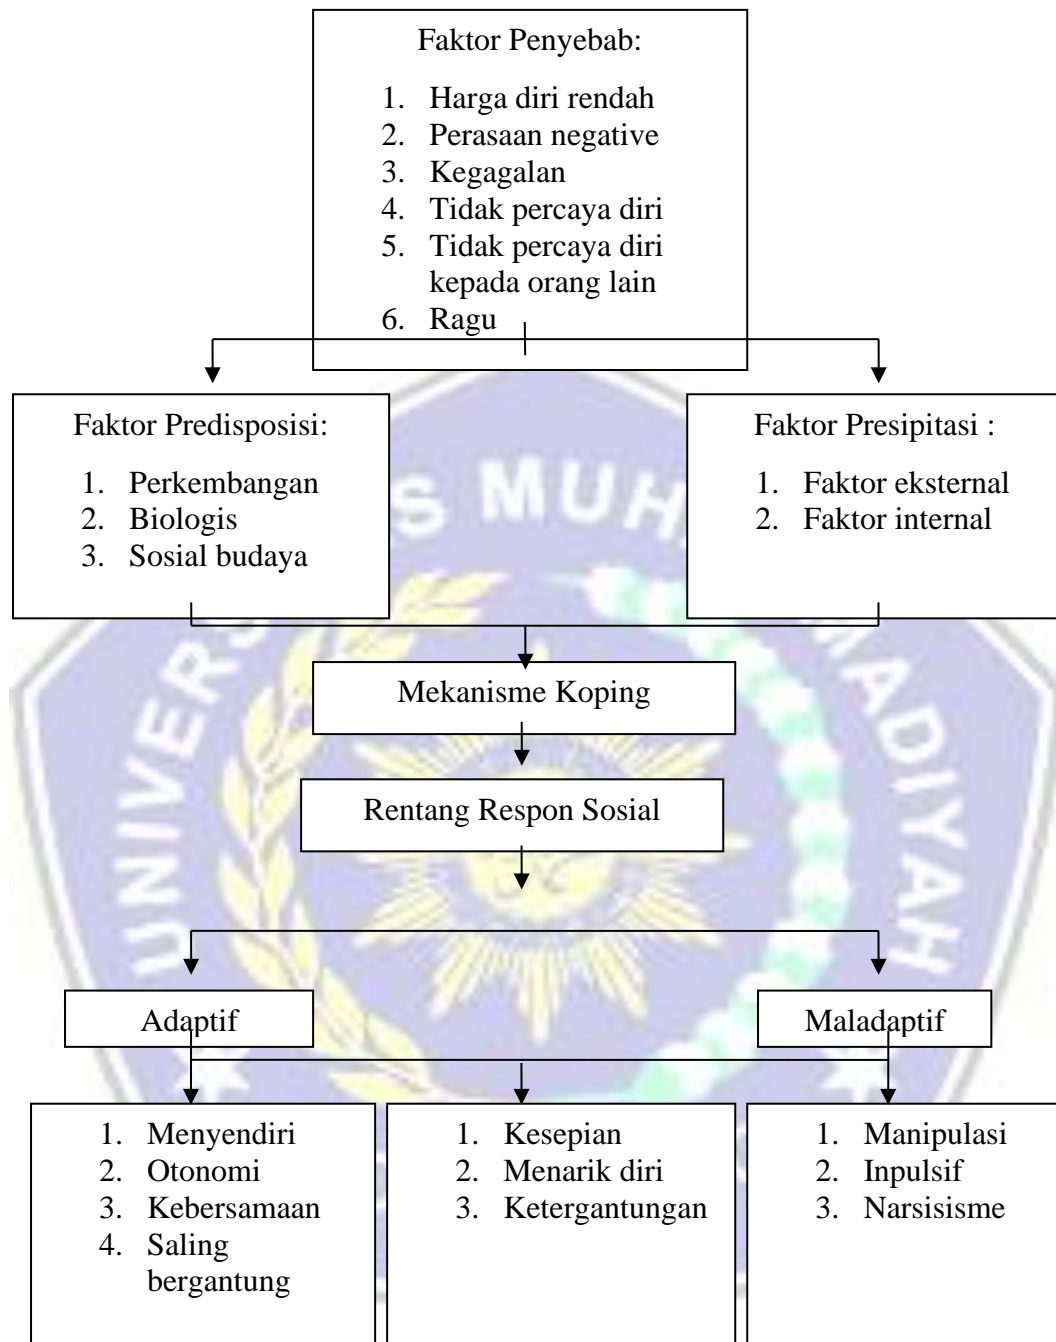 Faktor Penyebab:
1. Harga diri rendah
2. Perasaan negative
3. Kegagalan
4. Tidak percaya diri
5. Tidak percaya diri
kepada orang lain
6. Ragu
Faktor Predisposisi:
1. Perkembangan
2. Biologis
3. Sosial budaya
Faktor Presipitasi :
1. Faktor eksternal
2. Faktor internal
Mekanisme Koping
Rentang Respon Sosial
Adaptif
Maladaptif
1. Menyendiri
2. Otonomi
3. Kebersamaan
4. Saling
bergantung
1. Kesepian
2. Menarik diri
3. Ketergantungan
1. Manipulasi
2. Inpulsif
3. Narsisisme